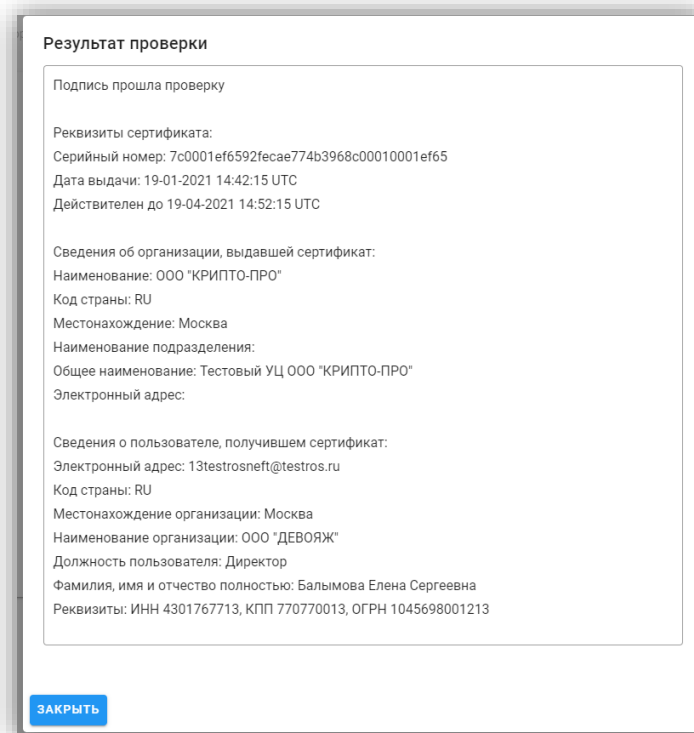 Результат проверки
Подпись прошла проверку
Реквизиты сертификата:
Серийный номер: 7c0001ef6592fecae774b3968c00010001ef65
Дата выдачи: 19-01-2021 14:42:15 UTC
Действителен до 19-04-2021 14:52:15 UTC
Сведения об организации, выдавшей сертификат:
Наименование: ООО "КРИПТО-ПРО"
Код страны: RU
Местонахождение: Москва
Наименование подразделения:
Общее наименование: Тестовый УЦ ООО "КРИПТО-ПРО"
Электронный адрес:
Сведения о пользователе, получившем сертификат:
Электронный адрес: 13testrosneft@testros.ru
Код страны: RU
Местонахождение организации: Москва
Наименование организации: ООО "ДЕВОЯЖ"
Должность пользователя: Директор
Фамилия, имя и отчество полностью: Балымова Елена Сергеевна
Реквизиты: ИНН 4301767713, КПП 770770013, ОГРН 1045698001213
ЗАКРЫТЬ